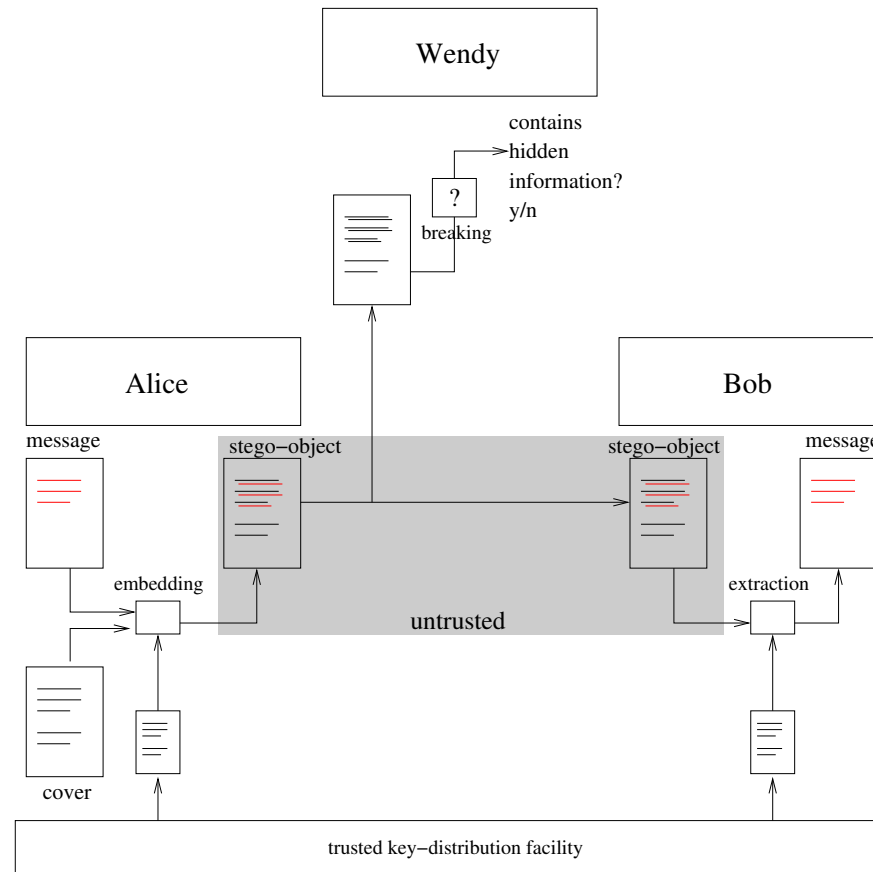 Wendy
contains
hidden
information?
y/n
?
breaking
Alice
Bob
message
stego−object
stego−object
message
embedding
extraction
untrusted
cover
trusted key−distribution facility